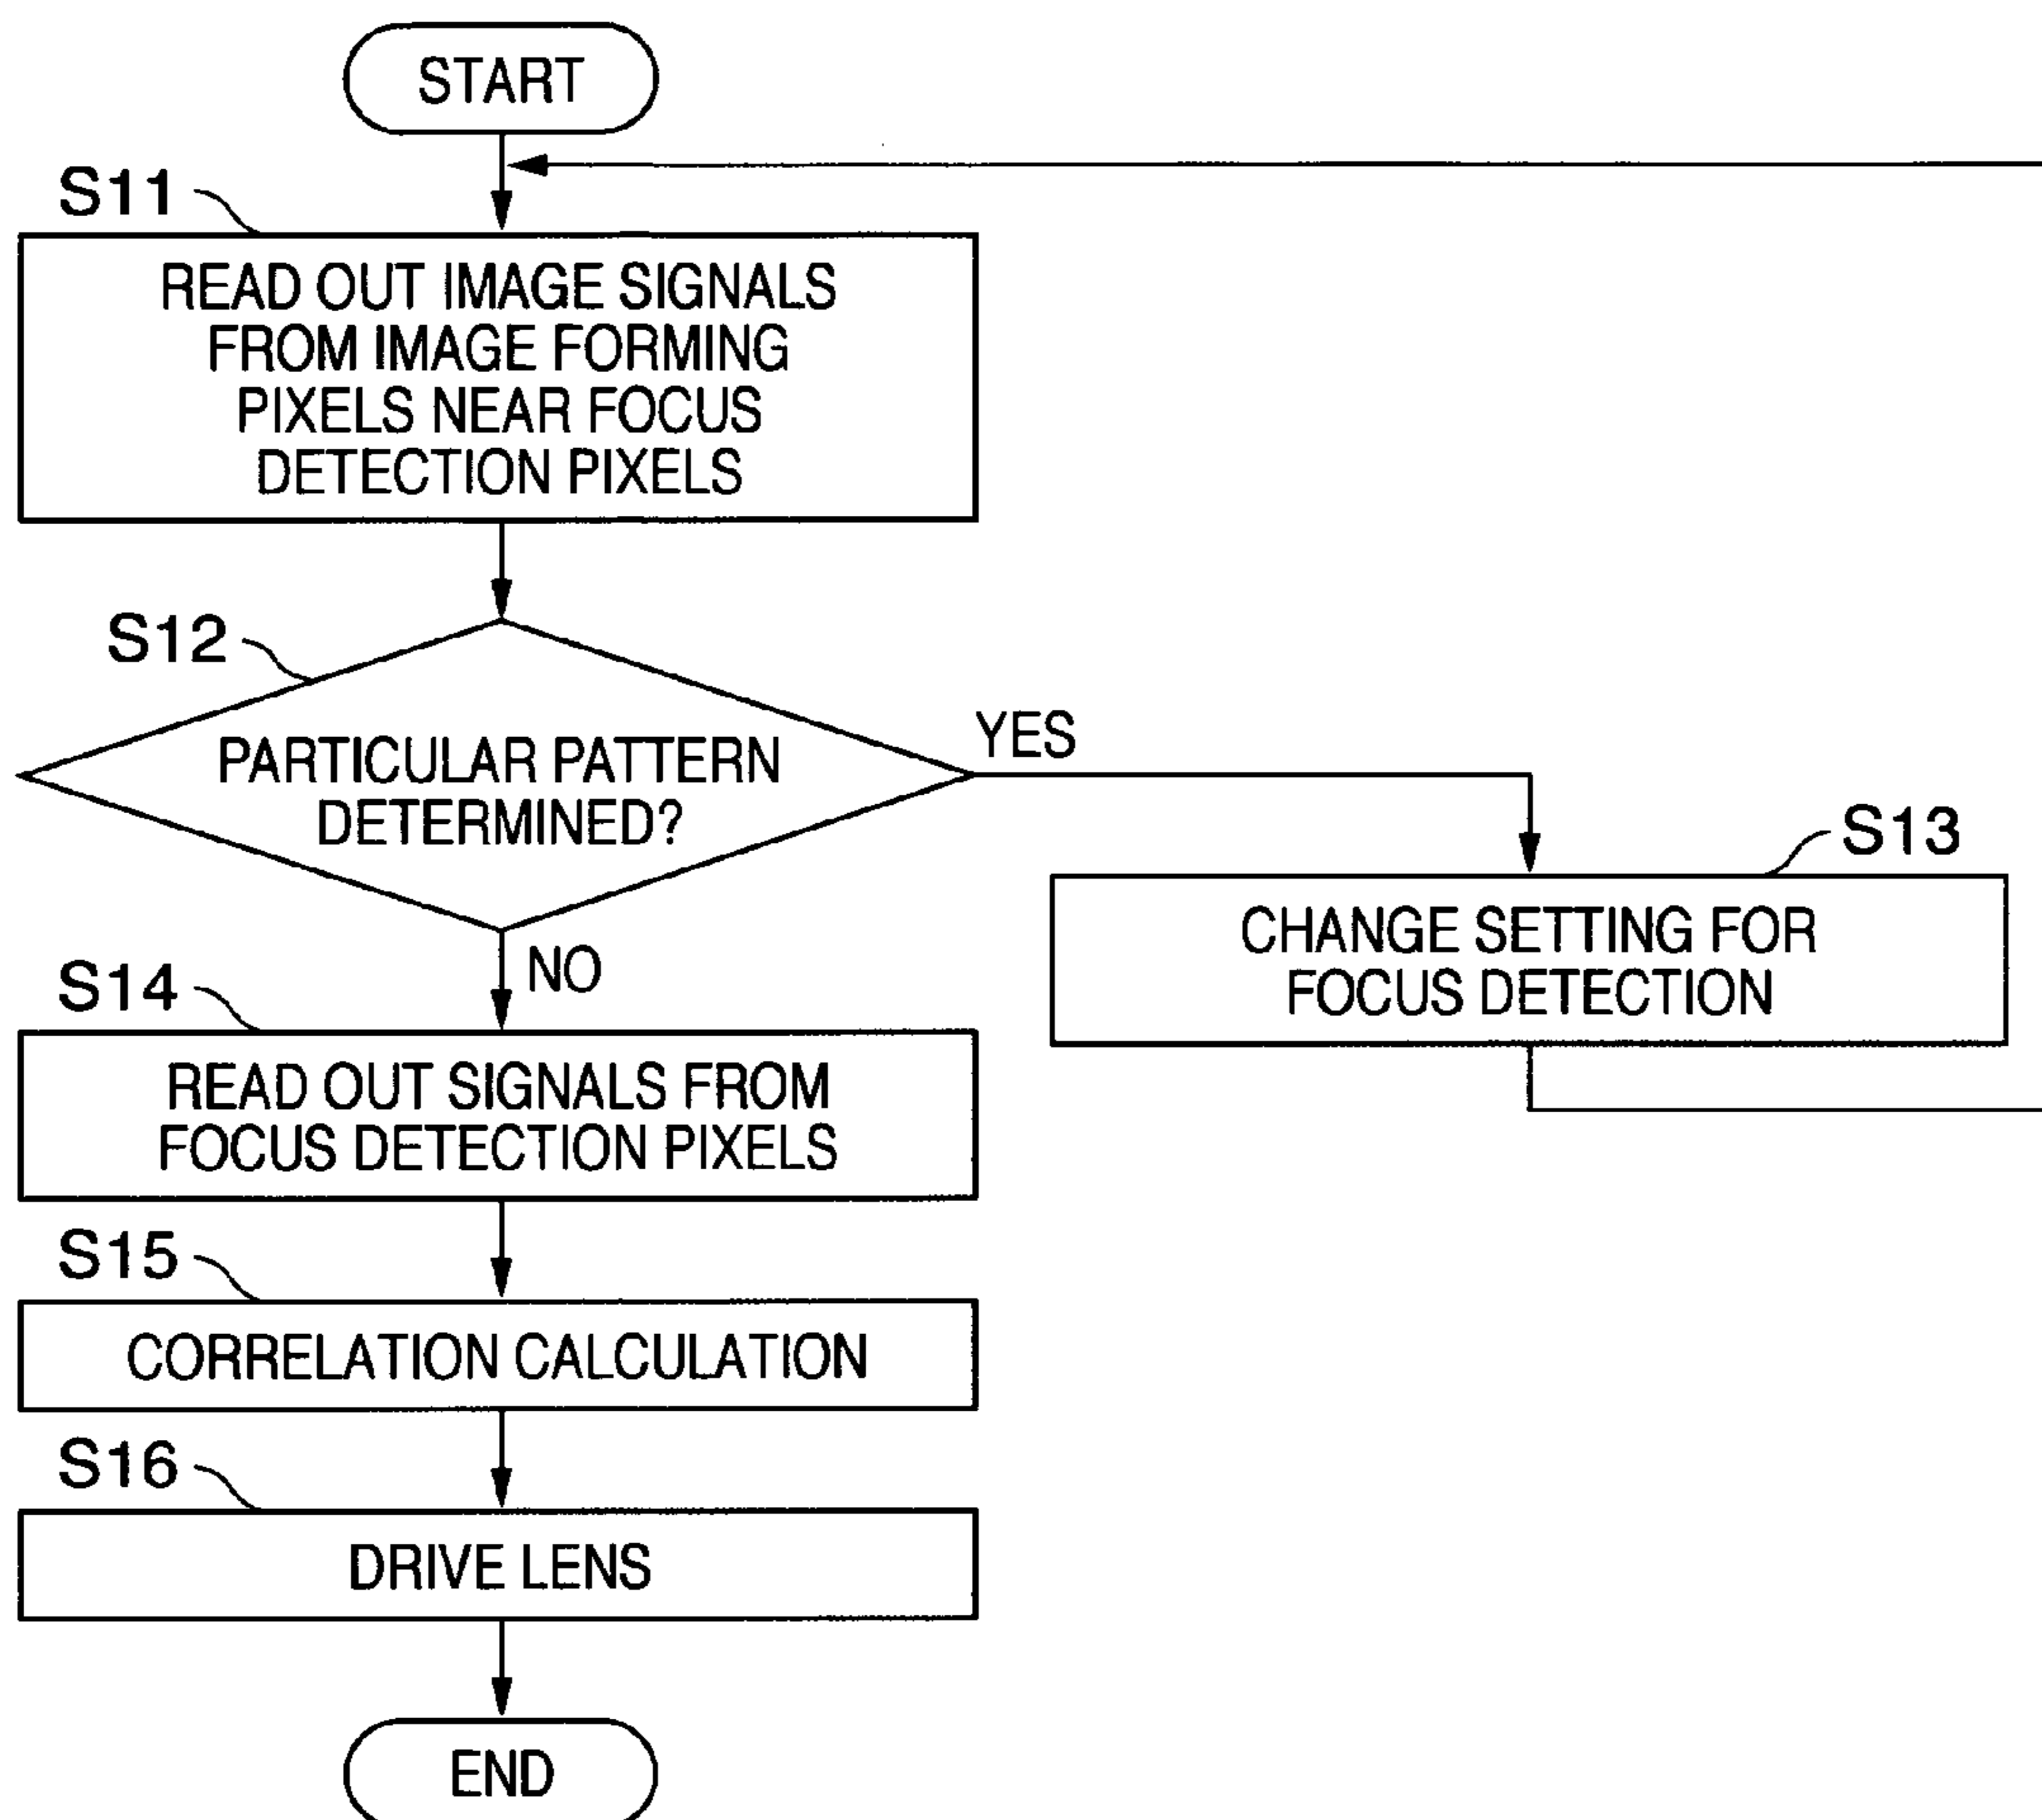 START
S11
READ OUT IMAGE SIGNALS
FROM IMAGE FORMING
PIXELS NEAR FOCUS
DETECTION PIXELS
S12
PARTICULAR PATTERN
DETERMINED?
YES
S13
CHANGE SETTING FOR
FOCUS DETECTION
NO
S14
READ OUT SIGNALS FROM
FOCUS DETECTION PIXELS
S15
CORRELATION CALCULATION
S16
DRIVE LENS
END